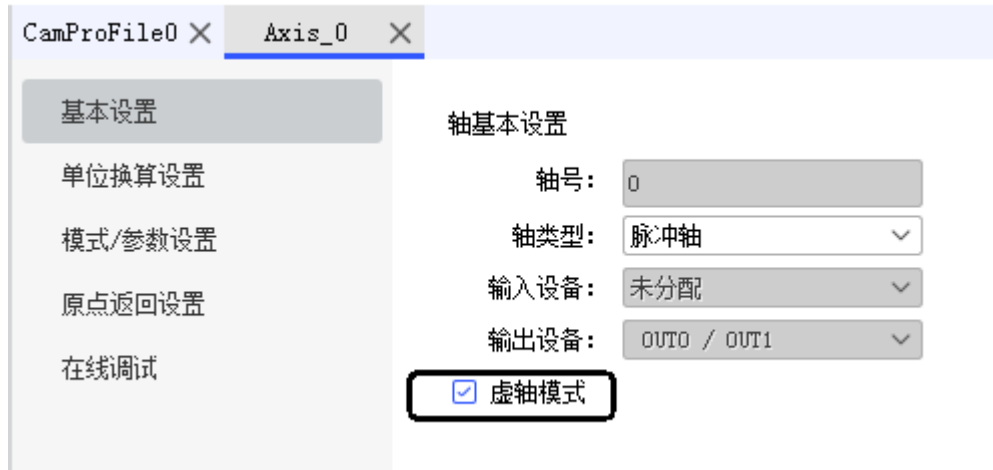 CamProFile0 Axis_0
基本设置
单位换算设置
模式/参数设置
原点返回设置
在线调试
轴基本设置
轴号: 0
轴类型: 脉冲轴
输入设备: 未分配
输出设备: OUT0 / OUT1
虚轴模式